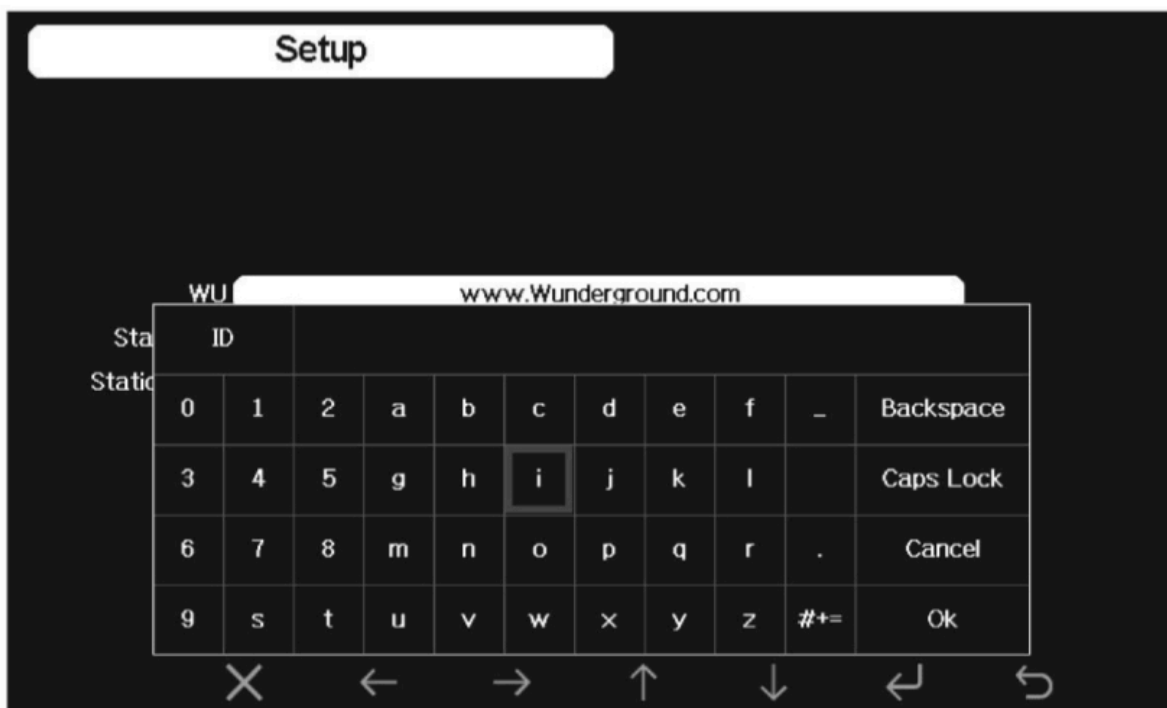 Setup
WU www.Wunderground.com
Sta ID
Static
0 1 2 a b c d e f _ Backspace
3 4 5 g h i j k l Caps Lock
6 7 8 m n o p q r . Cancel
9 s t u v w x y z #+= Ok